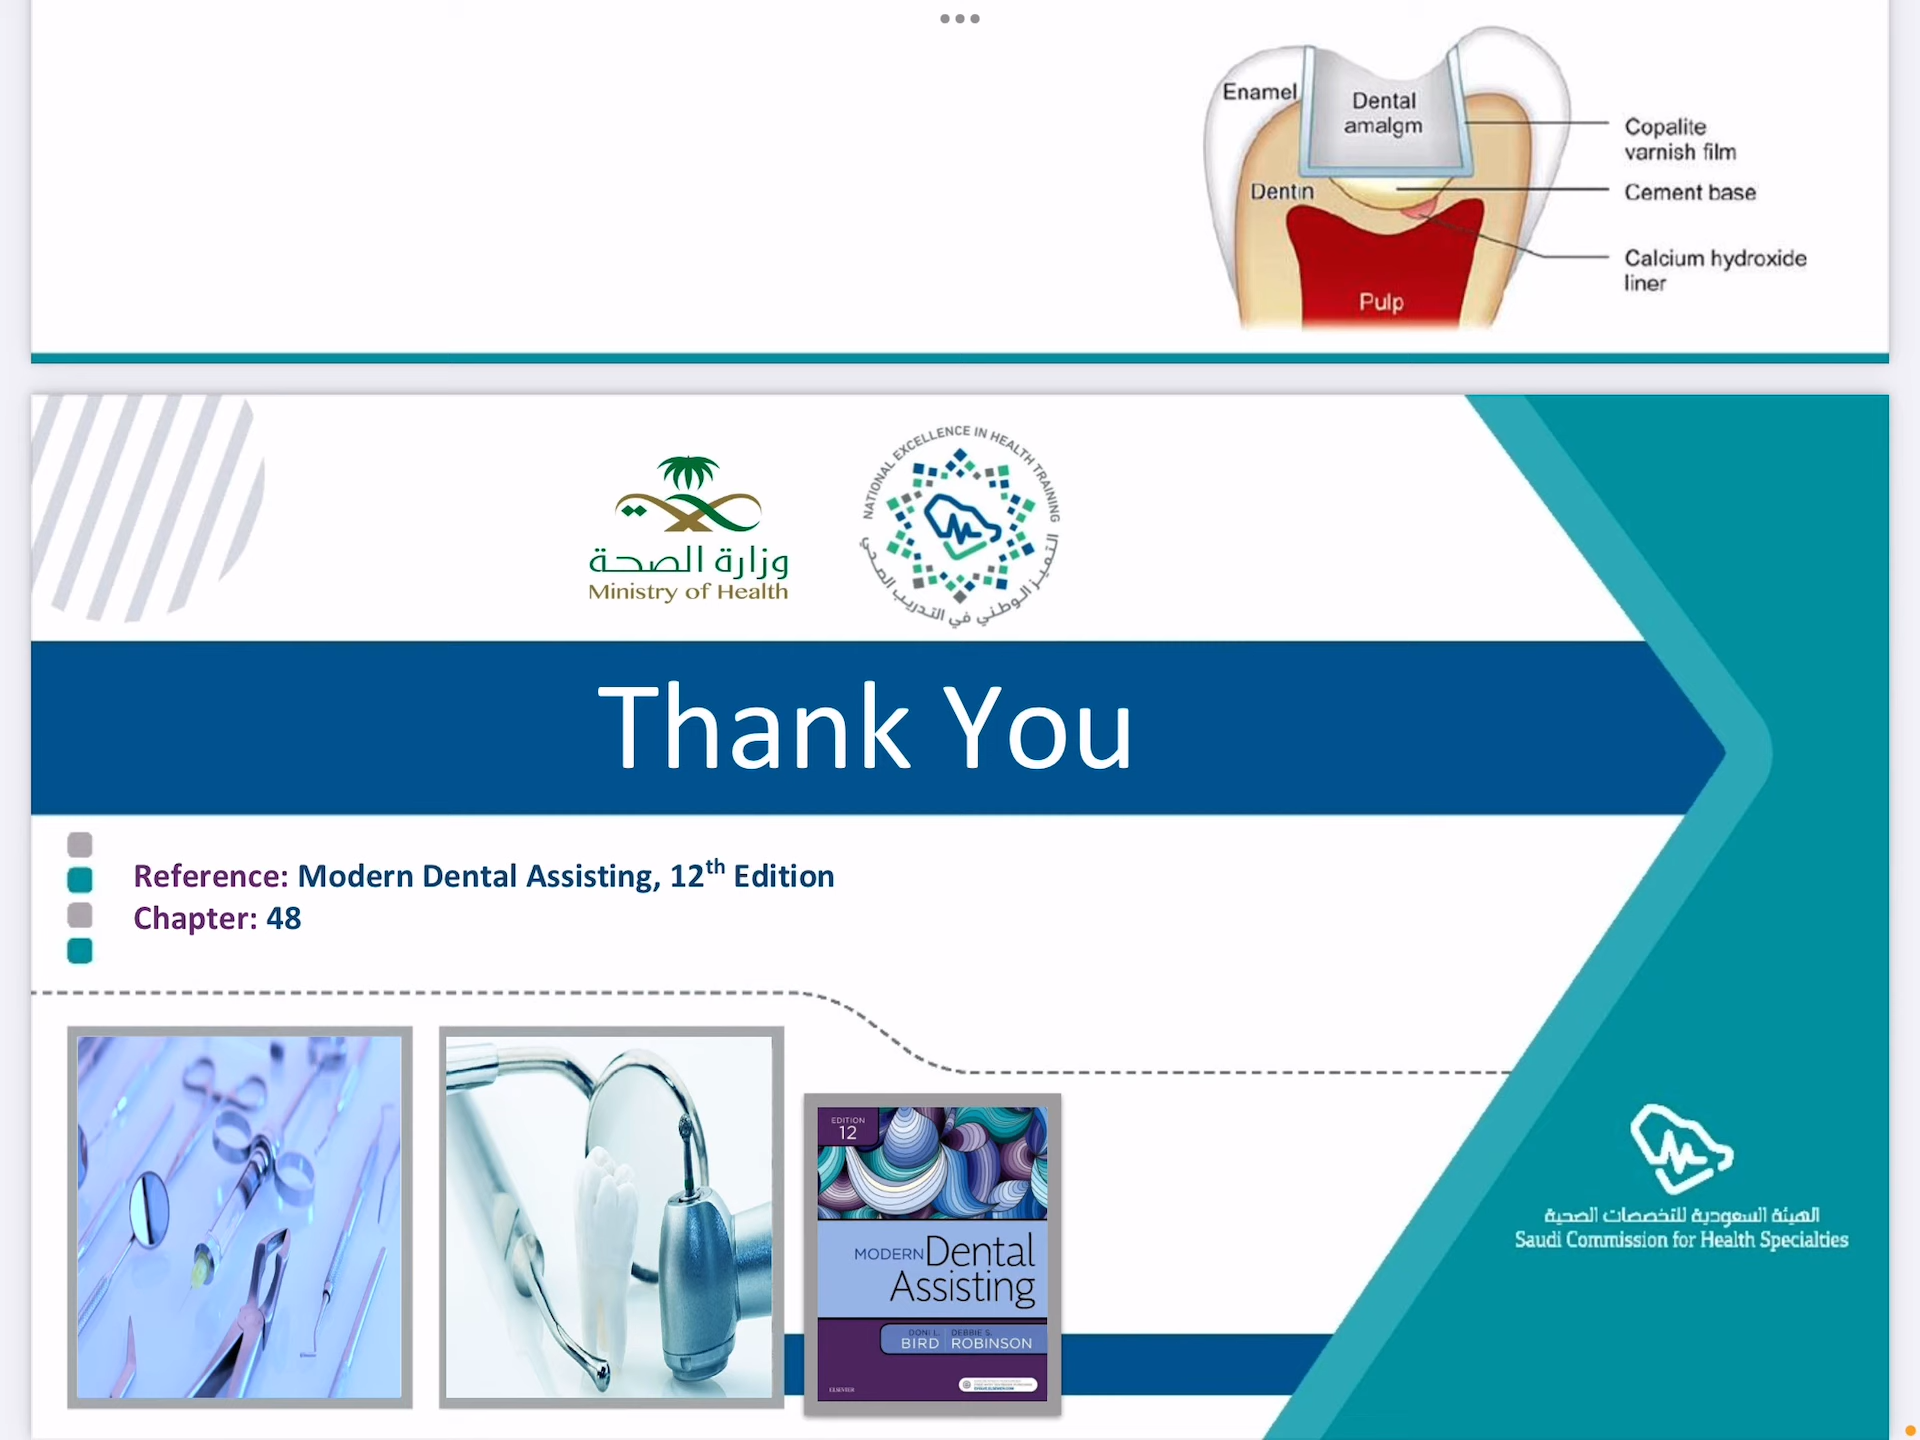 Enamel
Dental
amalgm
Copalite
varnish film
Dentin
Cement base
Calcium hydroxide
liner
Pulp
NATIONAL EXCELLENCE IN HEALTH TRAINING
التميز الوطني في التدريب الصحي
وزارة الصحة
Ministry of Health
Thank You
Reference: Modern Dental Assisting, 12th Edition
Chapter: 48
EDITION
12
MODERN Dental
Assisting
DONI L. BIRD
DEBBIE S. ROBINSON
ELSEVIER
الهيئة السعودية للتخصصات الصحية
Saudi Commission for Health Specialties